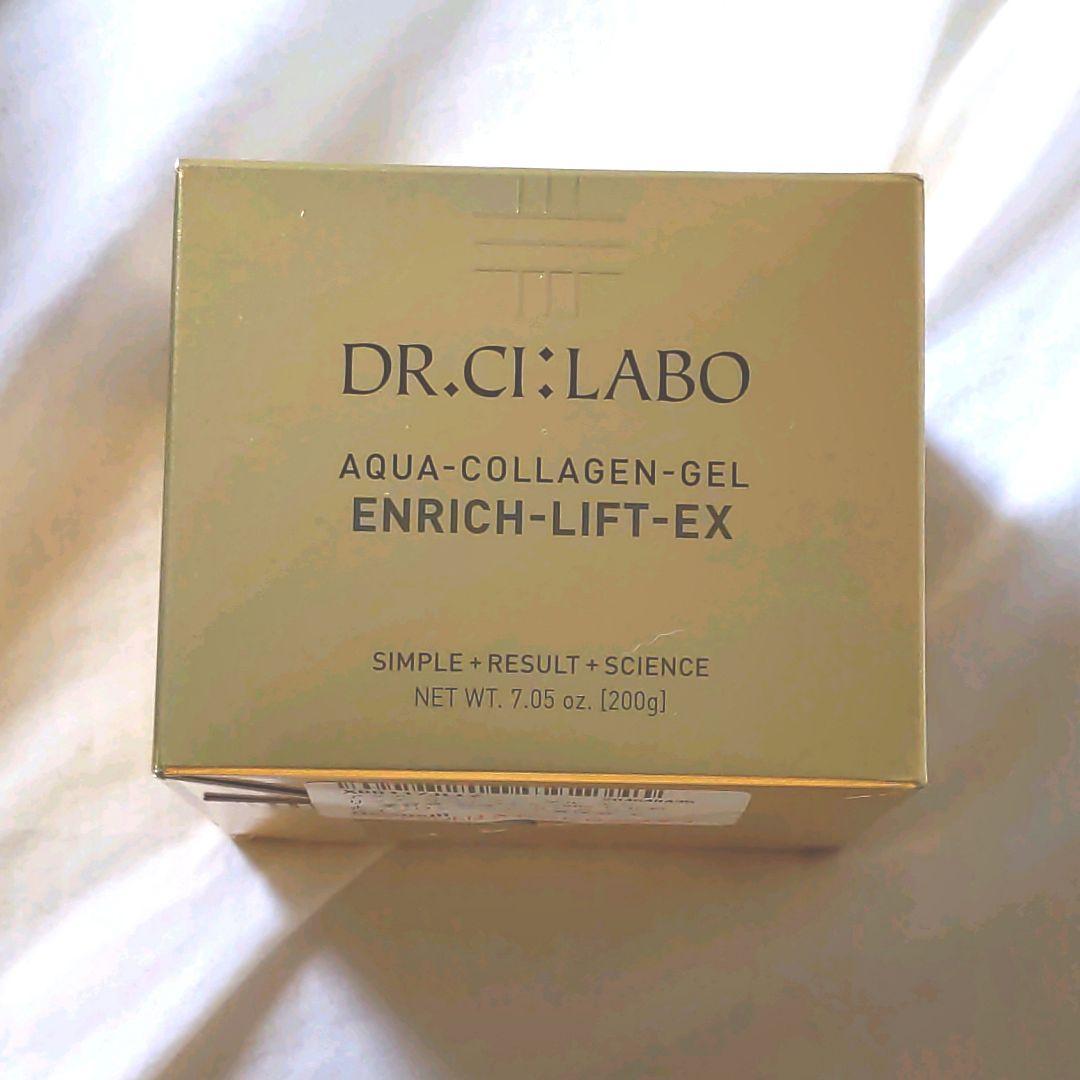 DR.CI:LABO
AQUA-COLLAGEN-GEL
ENRICH-LIFT-EX
SIMPLE + RESULT + SCIENCE
NET WT. 7.05 oz. [200g]